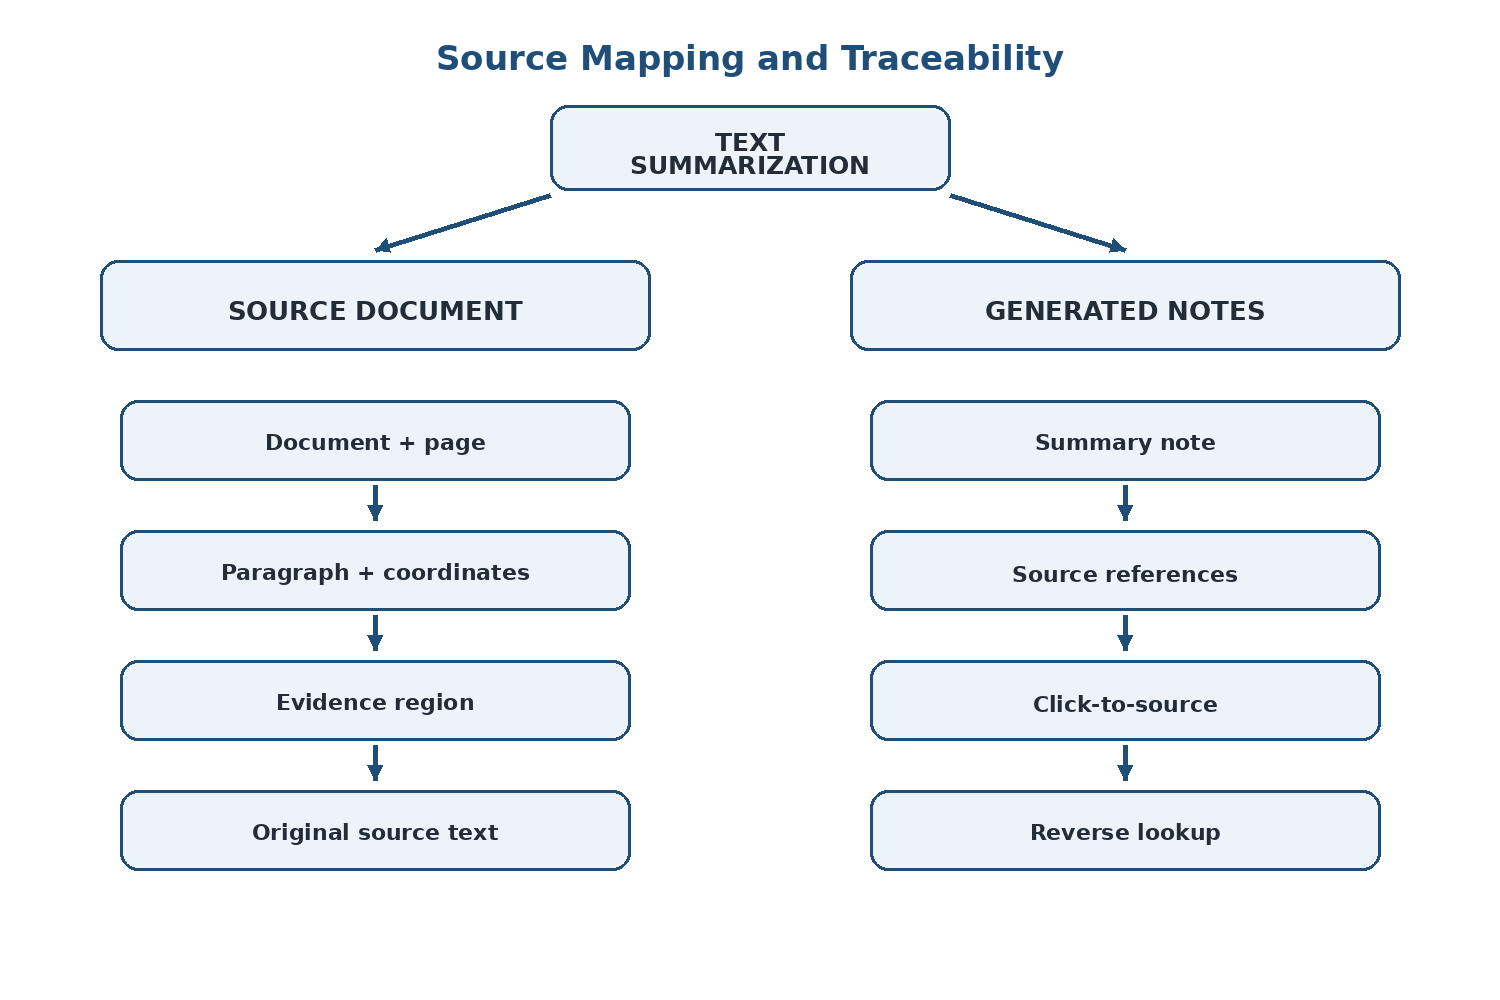 Source Mapping and Traceability
TEXT
SUMMARIZATION
SOURCE DOCUMENT
GENERATED NOTES
Document + page
Summary note
Paragraph + coordinates
Source references
Evidence region
Click-to-source
Original source text
Reverse lookup